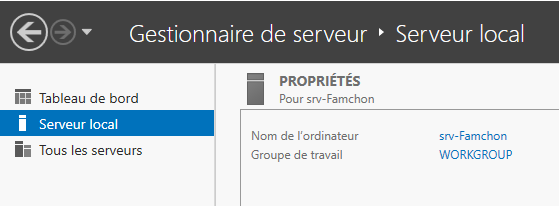 Gestionnaire de serveur ‣ Serveur local
Tableau de bord
Serveur local
Tous les serveurs
PROPRIÉTÉS
Pour srv-Famchon
Nom de l'ordinateur srv-Famchon
Groupe de travail WORKGROUP